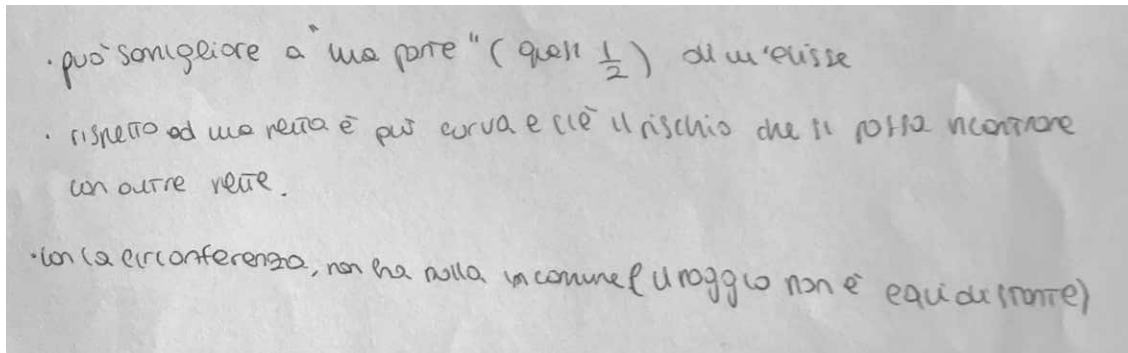 · può somigliare a "una parte" (quasi 1/2) di un'elisse
· rispetto ad una retta è più curva e c'è il rischio che si possa incontrare
con altre rette.
· Con la circonferenza, non ha nulla in comune (il raggio non è equidistante)